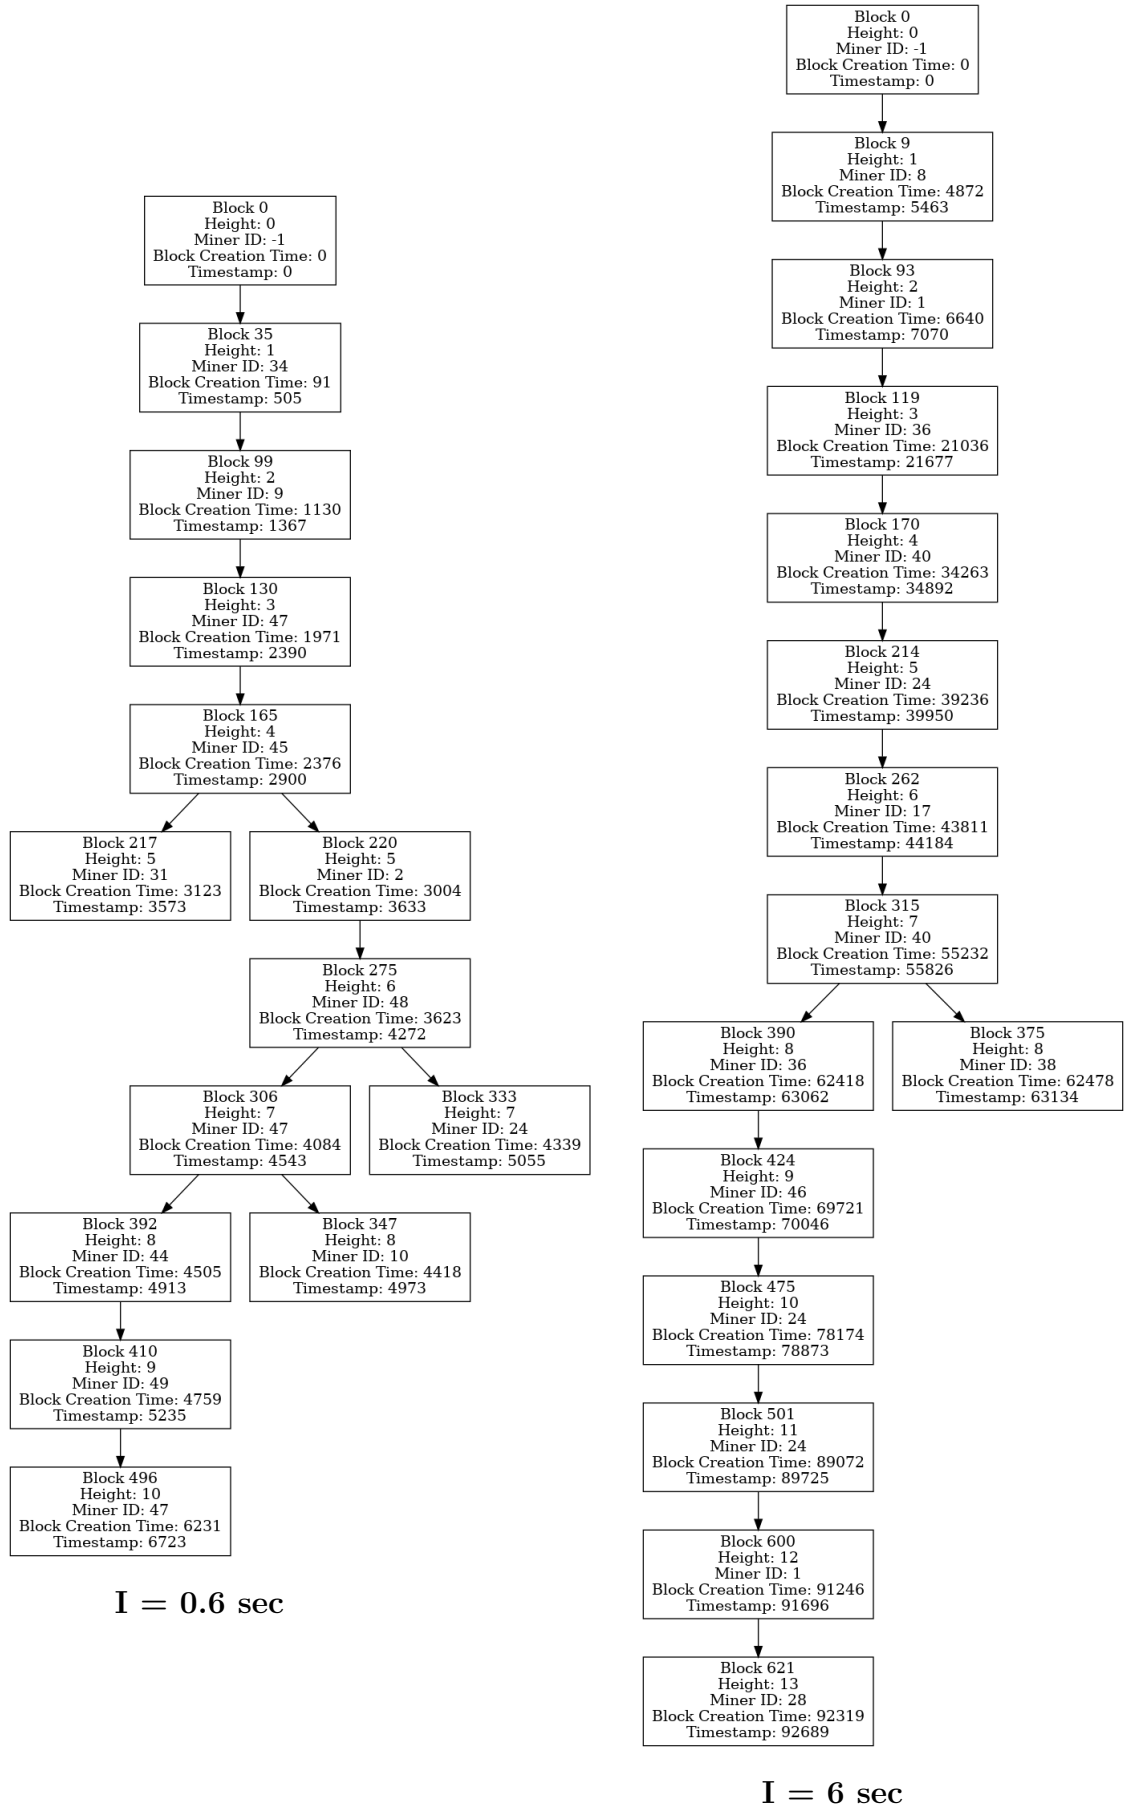 Block 0
Height: 0
Miner ID: -1
Block Creation Time: 0
Timestamp: 0
Block 35
Height: 1
Miner ID: 34
Block Creation Time: 91
Timestamp: 505
Block 99
Height: 2
Miner ID: 9
Block Creation Time: 1130
Timestamp: 1367
Block 130
Height: 3
Miner ID: 47
Block Creation Time: 1971
Timestamp: 2390
Block 165
Height: 4
Miner ID: 45
Block Creation Time: 2376
Timestamp: 2900
Block 217
Height: 5
Miner ID: 31
Block Creation Time: 3123
Timestamp: 3573
Block 220
Height: 5
Miner ID: 2
Block Creation Time: 3004
Timestamp: 3633
Block 275
Height: 6
Miner ID: 48
Block Creation Time: 3623
Timestamp: 4272
Block 306
Height: 7
Miner ID: 47
Block Creation Time: 4084
Timestamp: 4543
Block 333
Height: 7
Miner ID: 24
Block Creation Time: 4339
Timestamp: 5055
Block 392
Height: 8
Miner ID: 44
Block Creation Time: 4505
Timestamp: 4913
Block 347
Height: 8
Miner ID: 10
Block Creation Time: 4418
Timestamp: 4973
Block 410
Height: 9
Miner ID: 49
Block Creation Time: 4759
Timestamp: 5235
Block 496
Height: 10
Miner ID: 47
Block Creation Time: 6231
Timestamp: 6723
I = 0.6 sec
Block 0
Height: 0
Miner ID: -1
Block Creation Time: 0
Timestamp: 0
Block 9
Height: 1
Miner ID: 8
Block Creation Time: 4872
Timestamp: 5463
Block 93
Height: 2
Miner ID: 1
Block Creation Time: 6640
Timestamp: 7070
Block 119
Height: 3
Miner ID: 36
Block Creation Time: 21036
Timestamp: 21677
Block 170
Height: 4
Miner ID: 40
Block Creation Time: 34263
Timestamp: 34892
Block 214
Height: 5
Miner ID: 24
Block Creation Time: 39236
Timestamp: 39950
Block 262
Height: 6
Miner ID: 17
Block Creation Time: 43811
Timestamp: 44184
Block 315
Height: 7
Miner ID: 40
Block Creation Time: 55232
Timestamp: 55826
Block 390
Height: 8
Miner ID: 36
Block Creation Time: 62418
Timestamp: 63062
Block 375
Height: 8
Miner ID: 38
Block Creation Time: 62478
Timestamp: 63134
Block 424
Height: 9
Miner ID: 46
Block Creation Time: 69721
Timestamp: 70046
Block 475
Height: 10
Miner ID: 24
Block Creation Time: 78174
Timestamp: 78873
Block 501
Height: 11
Miner ID: 24
Block Creation Time: 89072
Timestamp: 89725
Block 600
Height: 12
Miner ID: 1
Block Creation Time: 91246
Timestamp: 91696
Block 621
Height: 13
Miner ID: 28
Block Creation Time: 92319
Timestamp: 92689
I = 6 sec